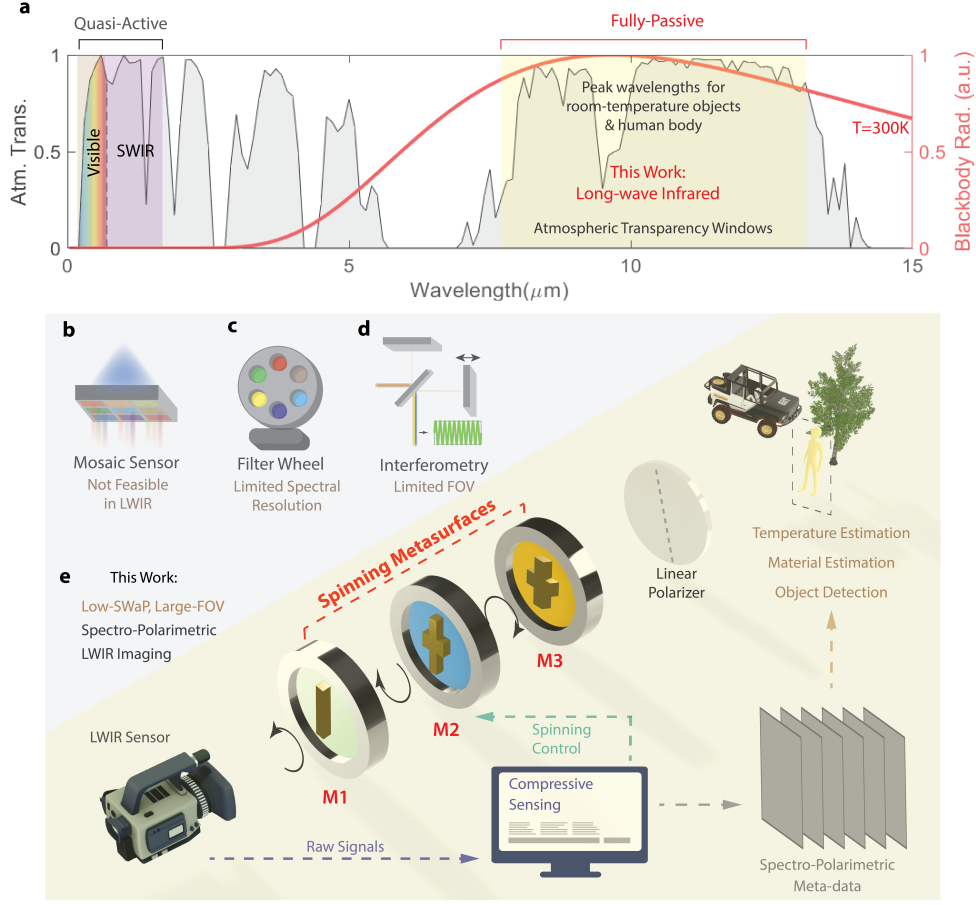 a
Quasi-Active
Fully-Passive
1
0.5
0
Atm. Trans.
Visible
SWIR
Peak wavelengths for
room-temperature objects
& human body
This Work:
Long-wave Infrared
Atmospheric Transparency Windows
T=300K
1
0.5
0
Blackbody Rad. (a.u.)
0
5
10
15
Wavelength(μm)
b
Mosaic Sensor
Not Feasible
in LWIR
c
Filter Wheel
Limited Spectral
Resolution
d
Interferometry
Limited FOV
e
This Work:
Low-SWaP, Large-FOV
Spectro-Polarimetric
LWIR Imaging
Spinning Metasurfaces
M1
M2
M3
Linear
Polarizer
Temperature Estimation
Material Estimation
Object Detection
LWIR Sensor
Raw Signals
Compressive
Sensing
Spinning
Control
Spectro-Polarimetric
Meta-data